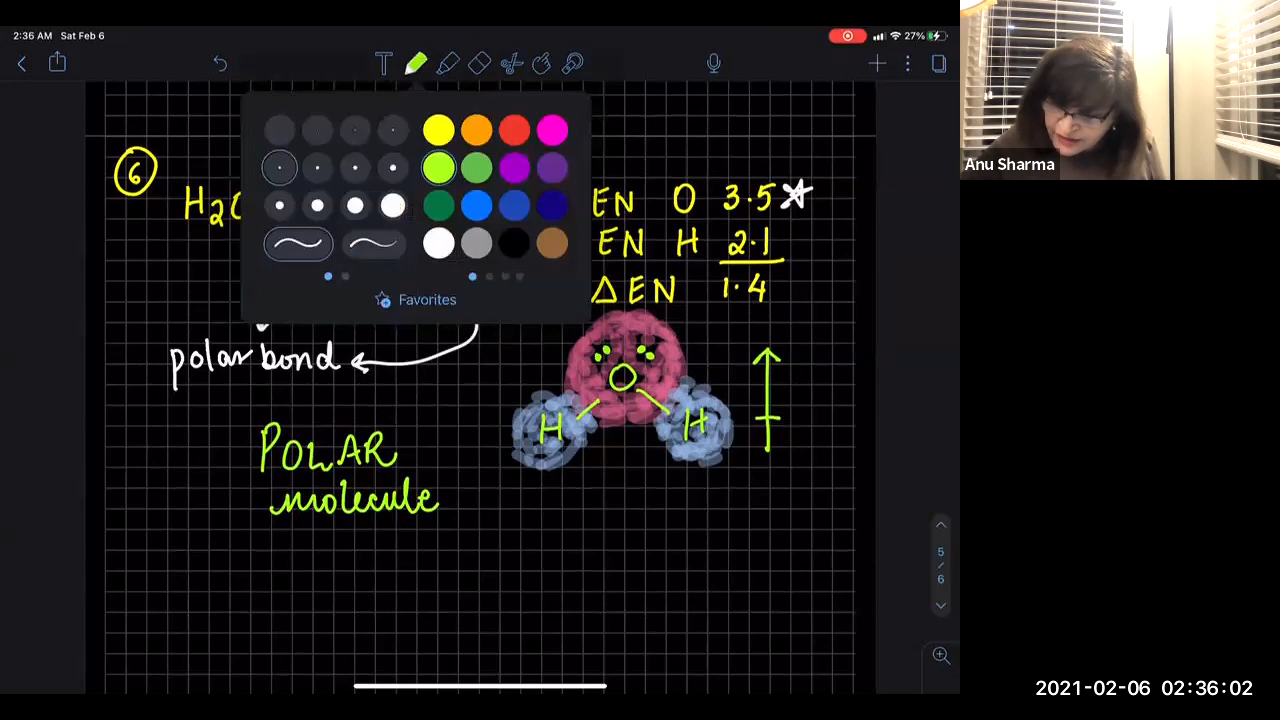 2:36 AM Sat Feb 6
27%
T
6
H₂O
EN O 3.5
EN H 2.1
ΔEN 1.4
Favorites
polar bond
O
H H
POLAR
molecule
5
/
6
Anu Sharma
2021-02-06 02:36:02